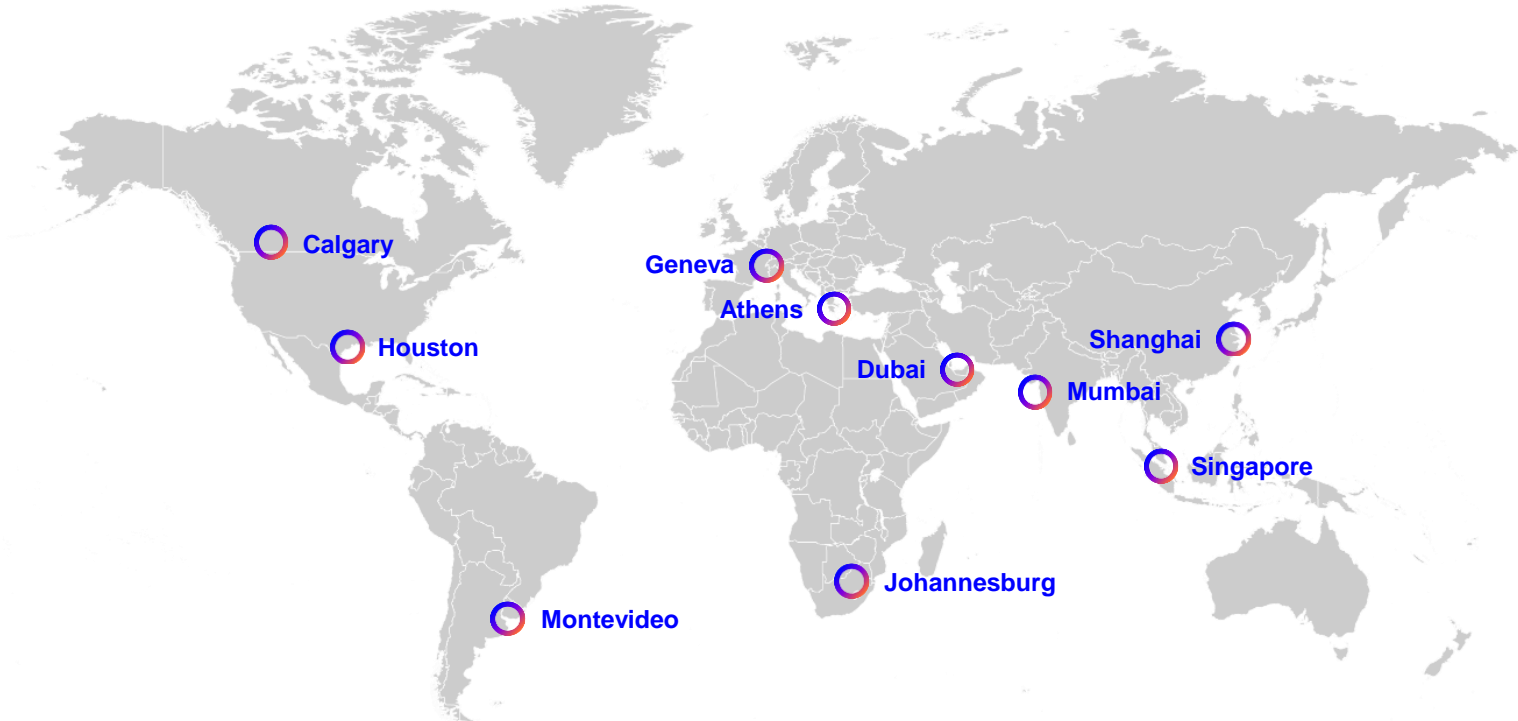 Calgary
Geneva
Athens
Houston
Shanghai
Dubai
Mumbai
Singapore
Johannesburg
Montevideo